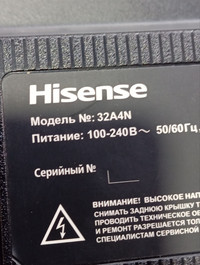 Hisense
Модель №: 32A4N
Питание: 100-240В~ 50/60Гц,
Серийный №
ВНИМАНИЕ! ВЫСОКОЕ НАП
СНИМАТЬ ЗАДНЮЮ КРЫШКУ Т
ПРОВОДИТЬ ТЕХНИЧЕСКОЕ ОБ
И РЕМОНТ РАЗРЕШАЕТСЯ ТОЛ
СПЕЦИАЛИСТАМ СЕРВИСНОЙ